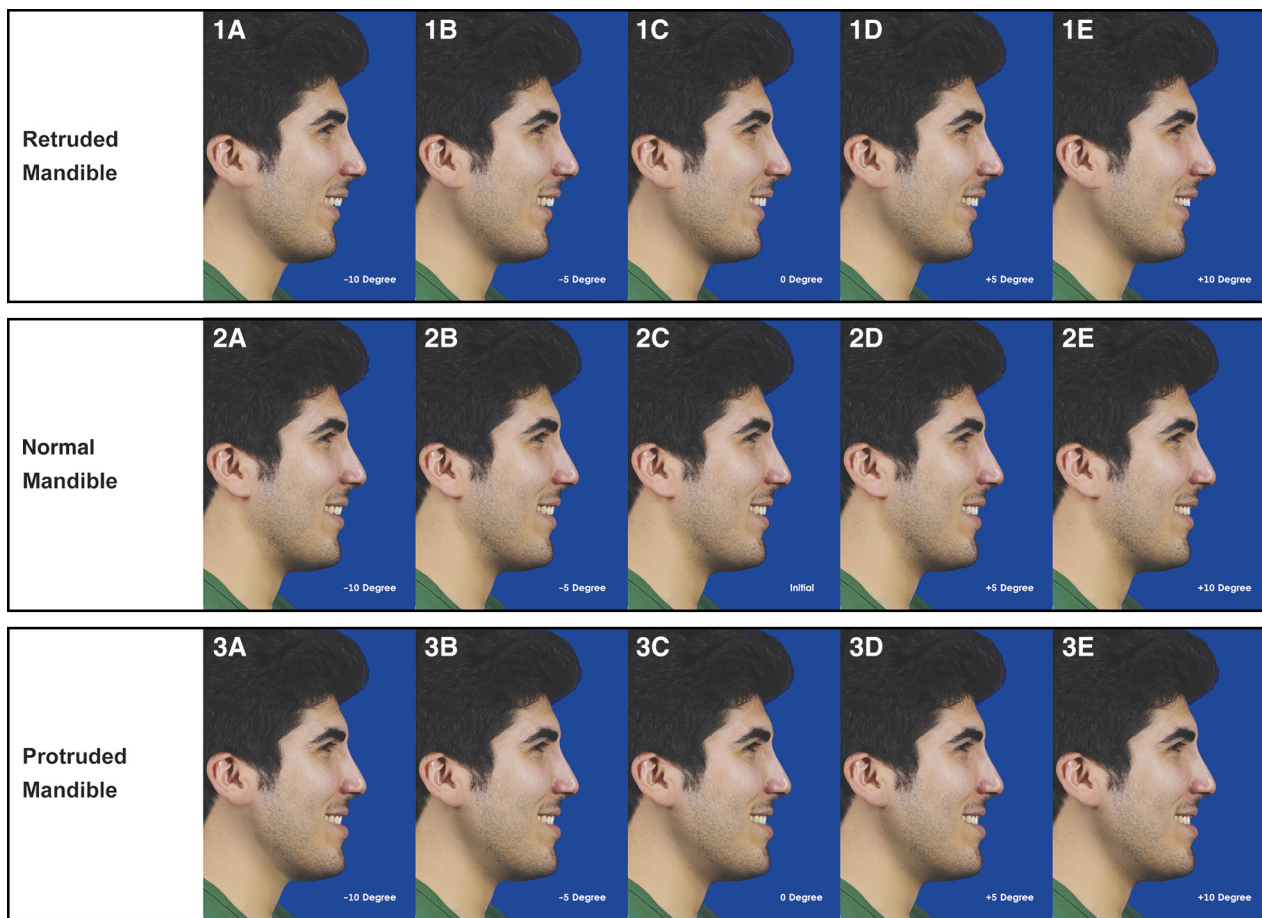 1A 1B 1C 1D 1E
Retruded
Mandible
–10 Degree –5 Degree 0 Degree +5 Degree +10 Degree
2A 2B 2C 2D 2E
Normal
Mandible
–10 Degree –5 Degree Initial +5 Degree +10 Degree
3A 3B 3C 3D 3E
Protruded
Mandible
–10 Degree –5 Degree 0 Degree +5 Degree +10 Degree